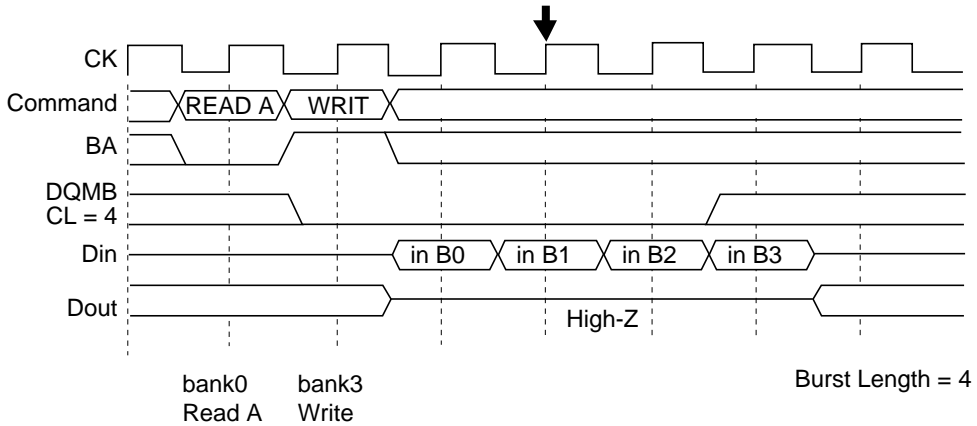 CK
Command READ A WRIT
BA
DQMB
CL = 4
Din in B0 in B1 in B2 in B3
Dout High-Z
bank0 bank3 Burst Length = 4
Read A Write